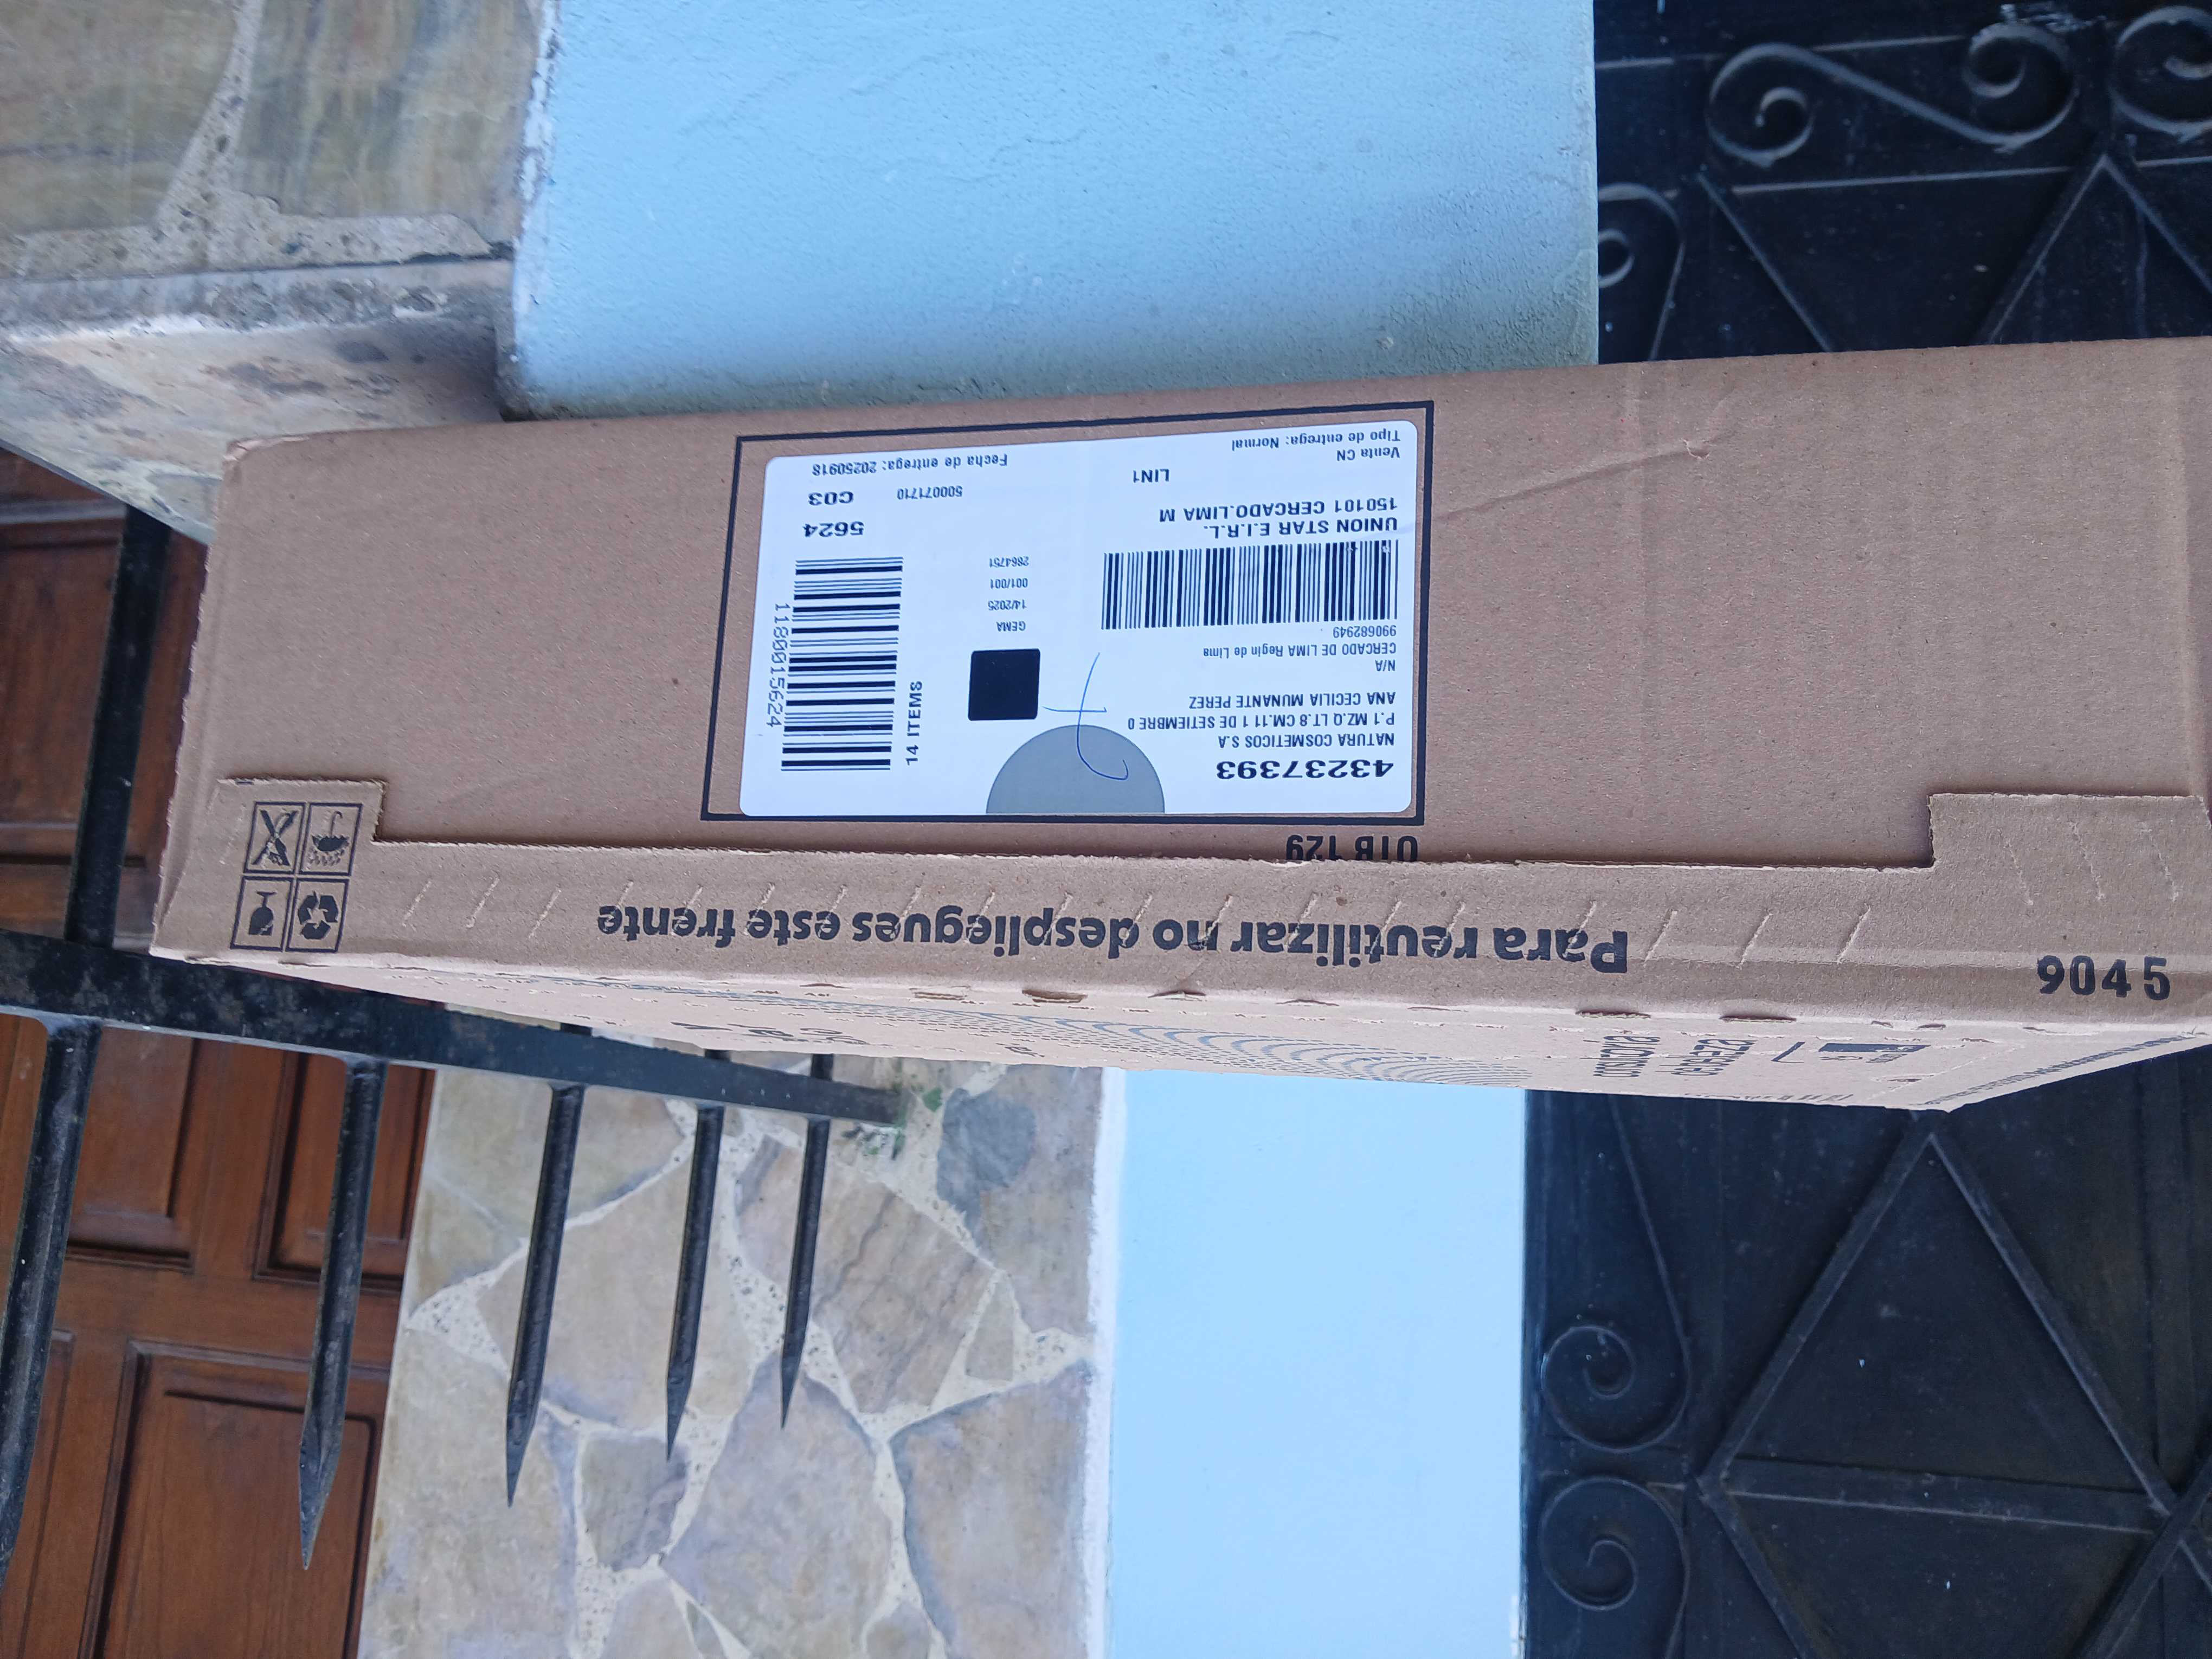 43237393
NATURA COSMETICOS S.A
P.1 MZ.Q LT.8 CM.11 1 DE SETIEMBRE 0
ANA CECILIA MUNANTE PEREZ
N/A
CERCADO DE LIMA Regin de Lima
990682949
UNION STAR E.I.R.L.
150101 CERCADO.LIMA M
LIN1
Venta CN
Tipo de entrega: Normal
GEMA
14/2025
001/001
2864751
14 ITEMS
1180015624
5624
500071710
C03
Fecha de entrega: 20250918
UTB 129
Para reutilizar no despliegues este frente
9045